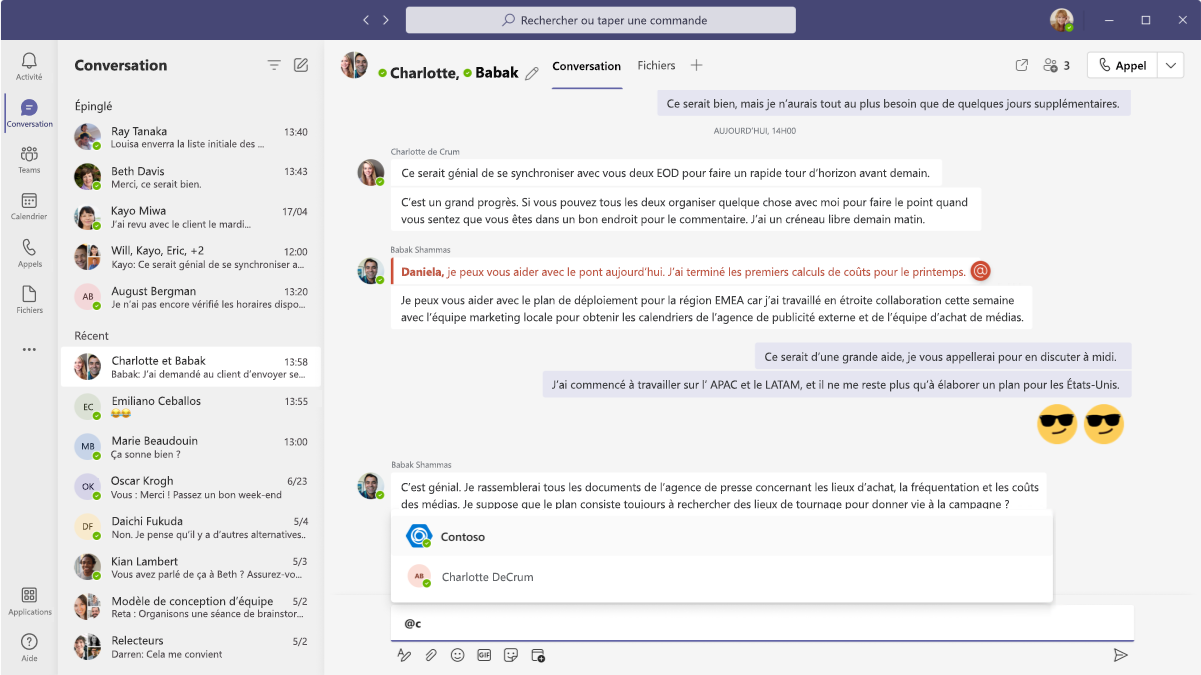 Rechercher ou taper une commande
Activité
Conversation
Teams
Calendrier
Appels
Fichiers
Applications
Aide
Conversation
Épinglé
Ray Tanaka 13:40
Louisa enverra la liste initiale des ...
Beth Davis 13:43
Merci, ce serait bien.
Kayo Miwa 17/04
J'ai revu avec le client le mardi...
Will, Kayo, Eric, +2 12:00
Kayo: Ce serait génial de se synchroniser a...
AB
August Bergman 13:20
Je n'ai pas encore vérifié les horaires dispo...
Récent
Charlotte et Babak 13:58
Babak: J'ai demandé au client d'envoyer se...
EC
Emiliano Ceballos 13:55
MB
Marie Beaudouin 13:00
Ça sonne bien ?
OK
Oscar Krogh 6/23
Vous : Merci ! Passez un bon week-end
DF
Daichi Fukuda 5/4
Non. Je pense qu'il y a d'autres alternatives..
Kian Lambert 5/3
Vous avez parlé de ça à Beth ? Assurez-vo...
Modèle de conception d'équipe 5/2
Reta : Organisons une séance de brainstor...
Relecteurs 5/2
Darren: Cela me convient
Charlotte, Babak
Conversation
Fichiers
3
Appel
Ce serait bien, mais je n'aurais tout au plus besoin que de quelques jours supplémentaires.
AUJOURD'HUI, 14H00
Charlotte de Crum
Ce serait génial de se synchroniser avec vous deux EOD pour faire un rapide tour d'horizon avant demain.
C'est un grand progrès. Si vous pouvez tous les deux organiser quelque chose avec moi pour faire le point quand
vous sentez que vous êtes dans un bon endroit pour le commentaire. J'ai un créneau libre demain matin.
Babak Shammas
Daniela, je peux vous aider avec le pont aujourd'hui. J'ai terminé les premiers calculs de coûts pour le printemps. @
Je peux vous aider avec le plan de déploiement pour la région EMEA car j'ai travaillé en étroite collaboration cette semaine
avec l'équipe marketing locale pour obtenir les calendriers de l'agence de publicité externe et de l'équipe d'achat de médias.
Ce serait d'une grande aide, je vous appellerai pour en discuter à midi.
J'ai commencé à travailler sur l' APAC et le LATAM, et il ne me reste plus qu'à élaborer un plan pour les États-Unis.
Babak Shammas
C'est génial. Je rassemblerai tous les documents de l'agence de presse concernant les lieux d'achat, la fréquentation et les coûts
des médias. Je suppose que le plan consiste toujours à rechercher des lieux de tournage pour donner vie à la campagne ?
Contoso
AB
Charlotte DeCrum
@c
GIF